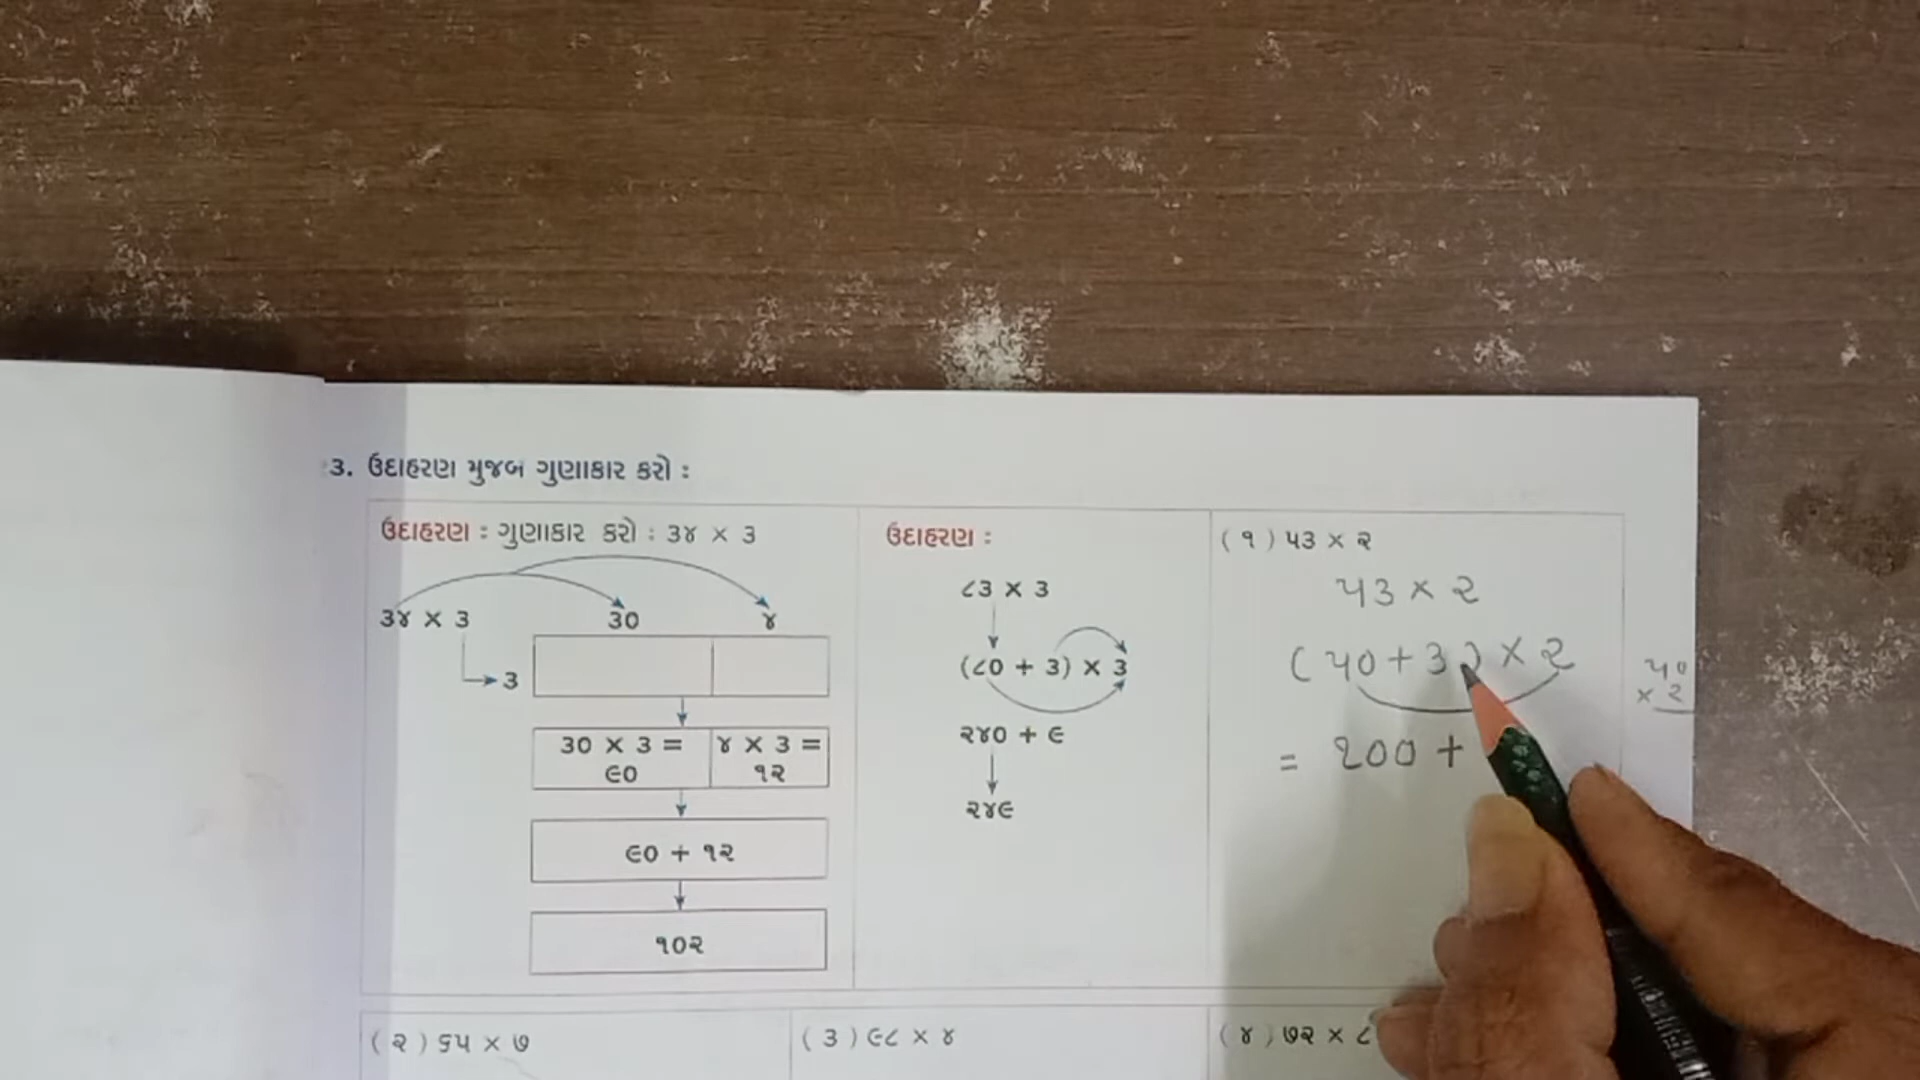 ૩. ઉદાહરણ મુજબ ગુણાકાર કરો :
ઉદાહરણ : ગુણાકાર કરો : ૩૪ × ૩
૩૪ × ૩
૩૦
૪
૩
૩૦ × ૩ =
૯૦
૪ × ૩ =
૧૨
૯૦ + ૧૨
૧૦૨
ઉદાહરણ :
૮૩ × ૩
(૮૦ + ૩) × ૩
૨૪૦ + ૯
૨૪૯
(૧) ૫૩ × ૨
૫૩ × ૨
(૫૦ + ૩) × ૨
= ૧૦૦ +
૫૦
× ૨
(૨) ૬૫ × ૭
(૩) ૯૮ × ૪
(૪) ૭૨ × ૮